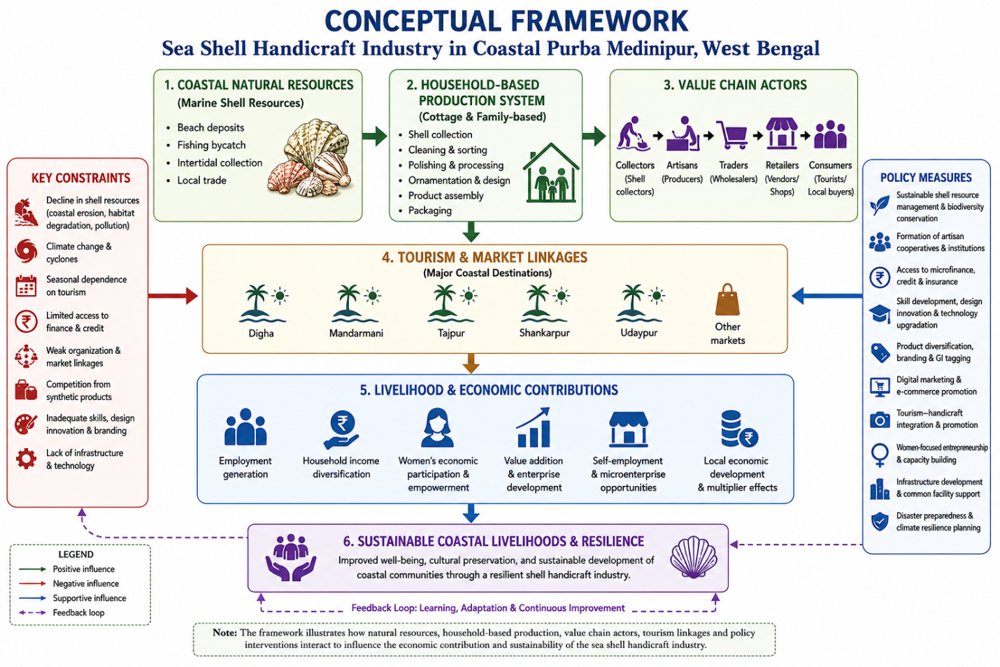 CONCEPTUAL FRAMEWORK
Sea Shell Handicraft Industry in Coastal Purba Medinipur, West Bengal
1. COASTAL NATURAL RESOURCES
(Marine Shell Resources)
• Beach deposits
• Fishing bycatch
• Intertidal collection
• Local trade
2. HOUSEHOLD-BASED
PRODUCTION SYSTEM
(Cottage & Family-based)
• Shell collection
• Cleaning & sorting
• Polishing & processing
• Ornamentation & design
• Product assembly
• Packaging
3. VALUE CHAIN ACTORS
Collectors
(Shell
collectors)
Artisans
(Producers)
Traders
(Wholesalers)
Retailers
(Vendors/
Shops)
Consumers
(Tourists/
Local buyers)
KEY CONSTRAINTS
Decline in shell resources
(coastal erosion, habitat
degradation, pollution)
Climate change &
cyclones
Seasonal dependence
on tourism
₹
Limited access to
finance & credit
Weak organization &
market linkages
Competition from
synthetic products
Inadequate skills, design
innovation & branding
Lack of infrastructure
& technology
4. TOURISM & MARKET LINKAGES
(Major Coastal Destinations)
Digha
Mandarmani
Tajpur
Shankarpur
Udaypur
Other
markets
5. LIVELIHOOD & ECONOMIC CONTRIBUTIONS
Employment
generation
₹
Household income
diversification
Women's economic
participation &
empowerment
Value addition
& enterprise
development
Self-employment
& microenterprise
opportunities
₹
Local economic
development
& multiplier effects
POLICY MEASURES
Sustainable shell resource
management & biodiversity
conservation
Formation of artisan
cooperatives & institutions
₹
Access to microfinance,
credit & insurance
Skill development, design
innovation & technology
upgradation
Product diversification,
branding & GI tagging
Digital marketing &
e-commerce promotion
Tourism–handicraft
integration & promotion
Women-focused entrepreneurship
& capacity building
Infrastructure development
& common facility support
Disaster preparedness &
climate resilience planning
6. SUSTAINABLE COASTAL LIVELIHOODS & RESILIENCE
Improved well-being, cultural preservation, and sustainable development of
coastal communities through a resilient shell handicraft industry.
Feedback Loop: Learning, Adaptation & Continuous Improvement
LEGEND
Positive influence
Negative influence
Supportive influence
Feedback loop
Note: The framework illustrates how natural resources, household-based production, value chain actors, tourism linkages and policy
interventions interact to influence the economic contribution and sustainability of the sea shell handicraft industry.